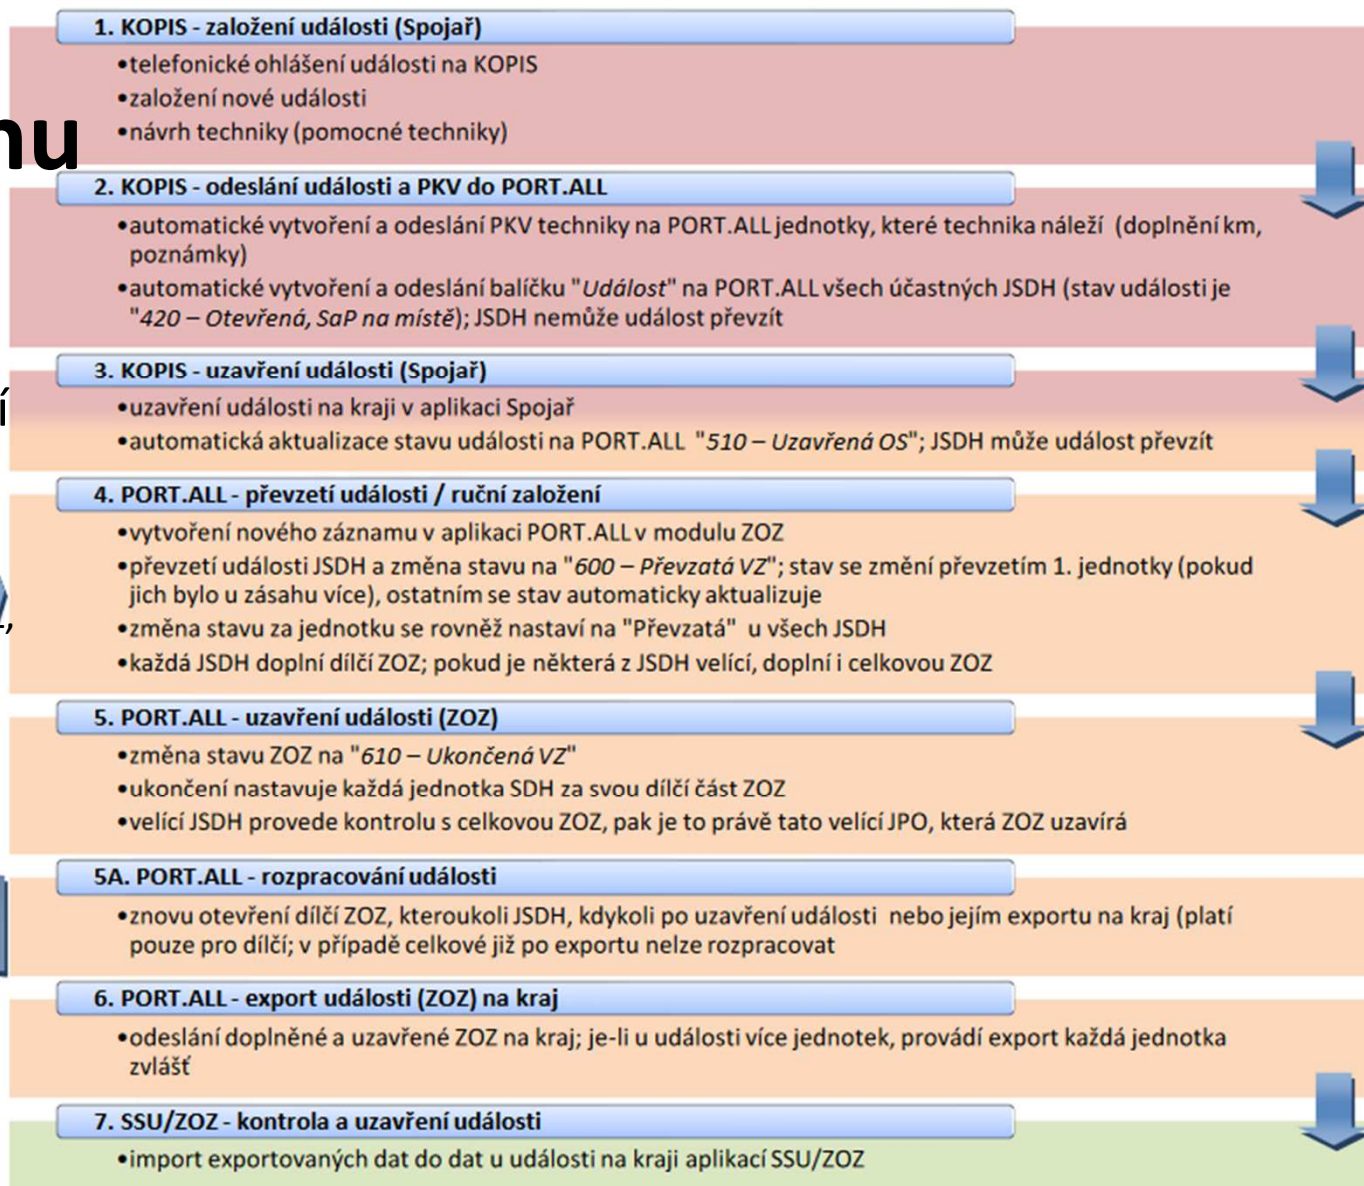 1. KOPIS - založení události (Spojař)
•telefonické ohlášení události na KOPIS
•založení nové události
•návrh techniky (pomocné techniky)
nu
2. KOPIS - odeslání události a PKV do PORT.ALL
•automatické vytvoření a odeslání PKV techniky na PORT.ALL jednotky, které technika náleží (doplnění km,
poznámky)
•automatické vytvoření a odeslání balíčku "Událost" na PORT.ALL všech účastných JSDH (stav události je
"420 – Otevřená, SaP na místě); JSDH nemůže událost převzít
3. KOPIS - uzavření události (Spojař)
í
•uzavření události na kraji v aplikaci Spojař
•automatická aktualizace stavu události na PORT.ALL "510 – Uzavřená OS"; JSDH může událost převzít
4. PORT.ALL - převzetí události / ruční založení
•vytvoření nového záznamu v aplikaci PORT.ALL v modulu ZOZ
•převzetí události JSDH a změna stavu na "600 – Převzatá VZ"; stav se změní převzetím 1. jednotky (pokud
jich bylo u zásahu více), ostatním se stav automaticky aktualizuje
•změna stavu za jednotku se rovněž nastaví na "Převzatá" u všech JSDH
•každá JSDH doplní dílčí ZOZ; pokud je některá z JSDH velící, doplní i celkovou ZOZ
5. PORT.ALL - uzavření události (ZOZ)
•změna stavu ZOZ na "610 – Ukončená VZ"
•ukončení nastavuje každá jednotka SDH za svou dílčí část ZOZ
•velící JSDH provede kontrolu s celkovou ZOZ, pak je to právě tato velící JPO, která ZOZ uzavírá
5A. PORT.ALL - rozpracování události
•znovu otevření dílčí ZOZ, kteroukoli JSDH, kdykoli po uzavření události nebo jejím exportu na kraj (platí
pouze pro dílčí; v případě celkové již po exportu nelze rozpracovat
6. PORT.ALL - export události (ZOZ) na kraj
•odeslání doplněné a uzavřené ZOZ na kraj; je-li u události více jednotek, provádí export každá jednotka
zvlášť
7. SSU/ZOZ - kontrola a uzavření události
•import exportovaných dat do dat u události na kraji aplikací SSU/ZOZ